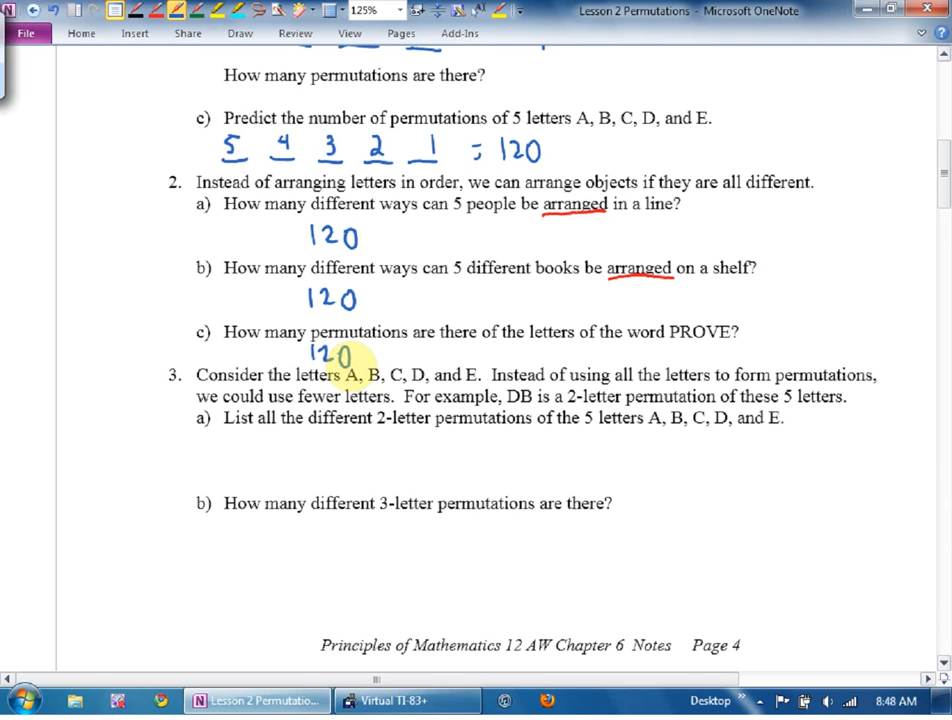 Lesson 2 Permutations - Microsoft OneNote
125%
File Home Insert Share Draw Review View Pages Add-Ins
How many permutations are there?
c) Predict the number of permutations of 5 letters A, B, C, D, and E.
5 4 3 2 1 = 120
2. Instead of arranging letters in order, we can arrange objects if they are all different.
a) How many different ways can 5 people be arranged in a line?
120
b) How many different ways can 5 different books be arranged on a shelf?
120
c) How many permutations are there of the letters of the word PROVE?
120
3. Consider the letters A, B, C, D, and E. Instead of using all the letters to form permutations,
we could use fewer letters. For example, DB is a 2-letter permutation of these 5 letters.
a) List all the different 2-letter permutations of the 5 letters A, B, C, D, and E.
b) How many different 3-letter permutations are there?
Principles of Mathematics 12 AW Chapter 6 Notes Page 4
Lesson 2 Permutatio... Virtual TI-83+ Desktop 8:48 AM